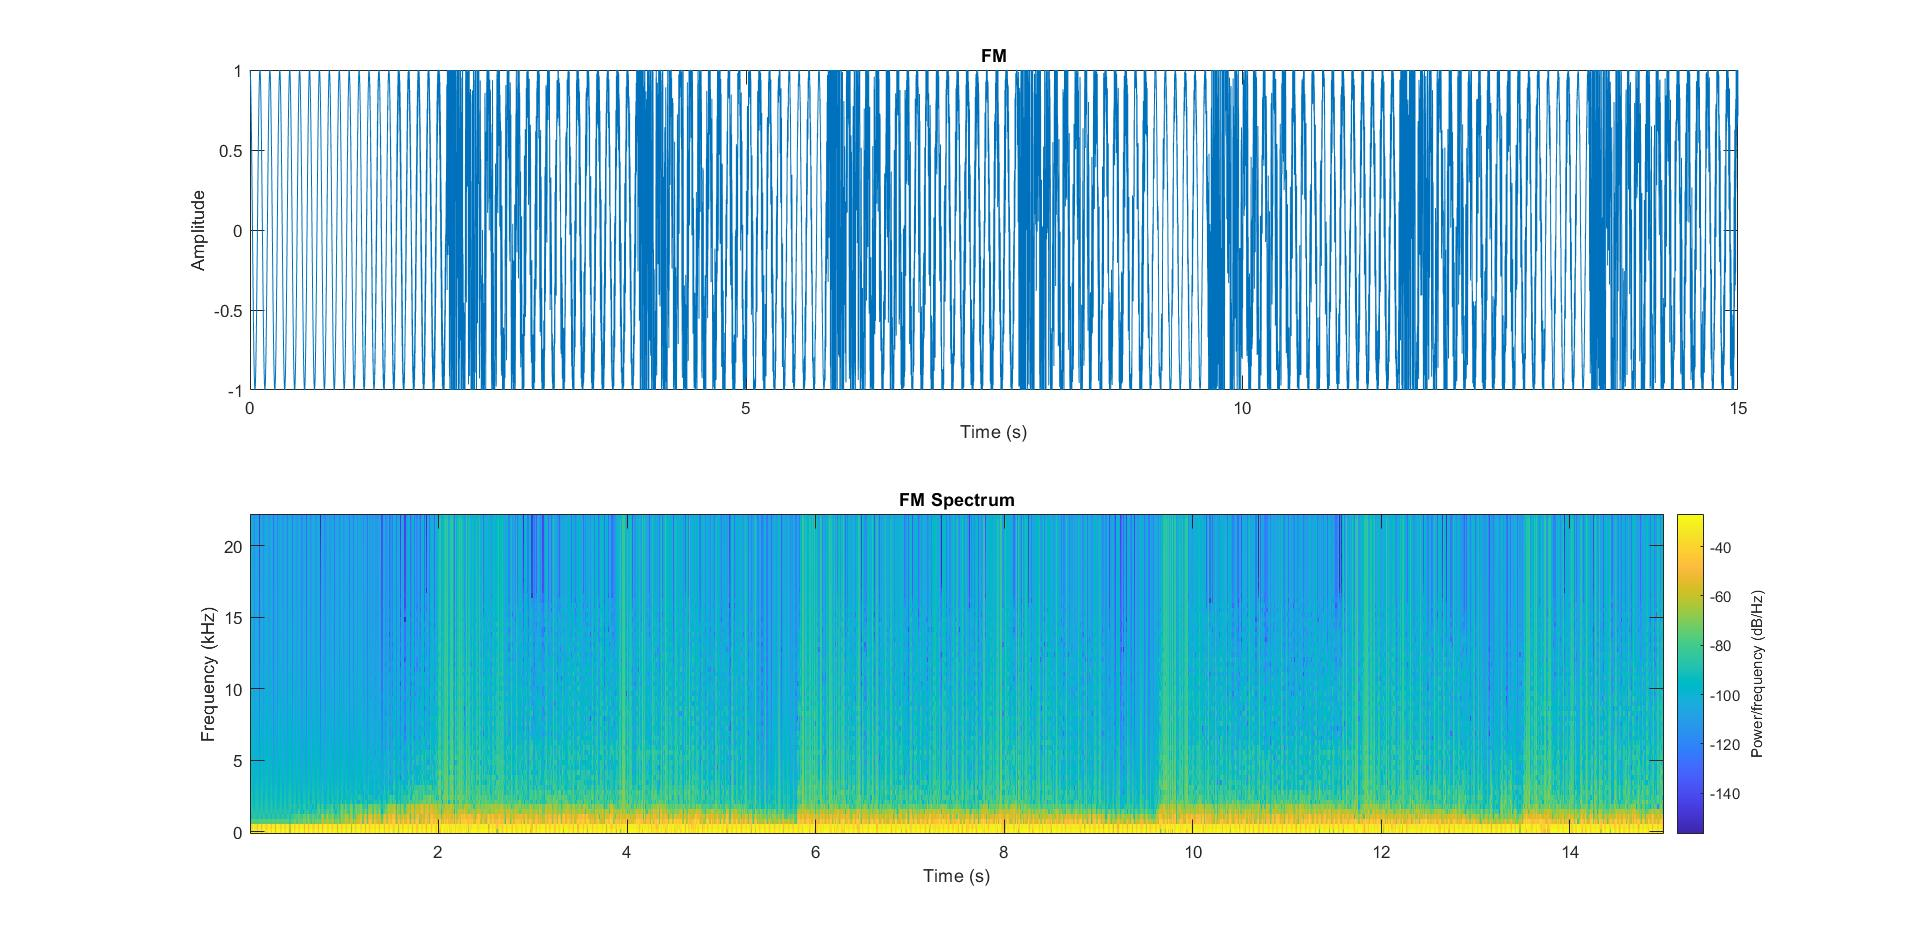 FM
1
0.5
0
-0.5
-1
Amplitude
0 5 10 15
Time (s)
FM Spectrum
20
15
10
5
0
Frequency (kHz)
2 4 6 8 10 12 14
Time (s)
-40
-60
-80
-100
-120
-140
Power/frequency (dB/Hz)